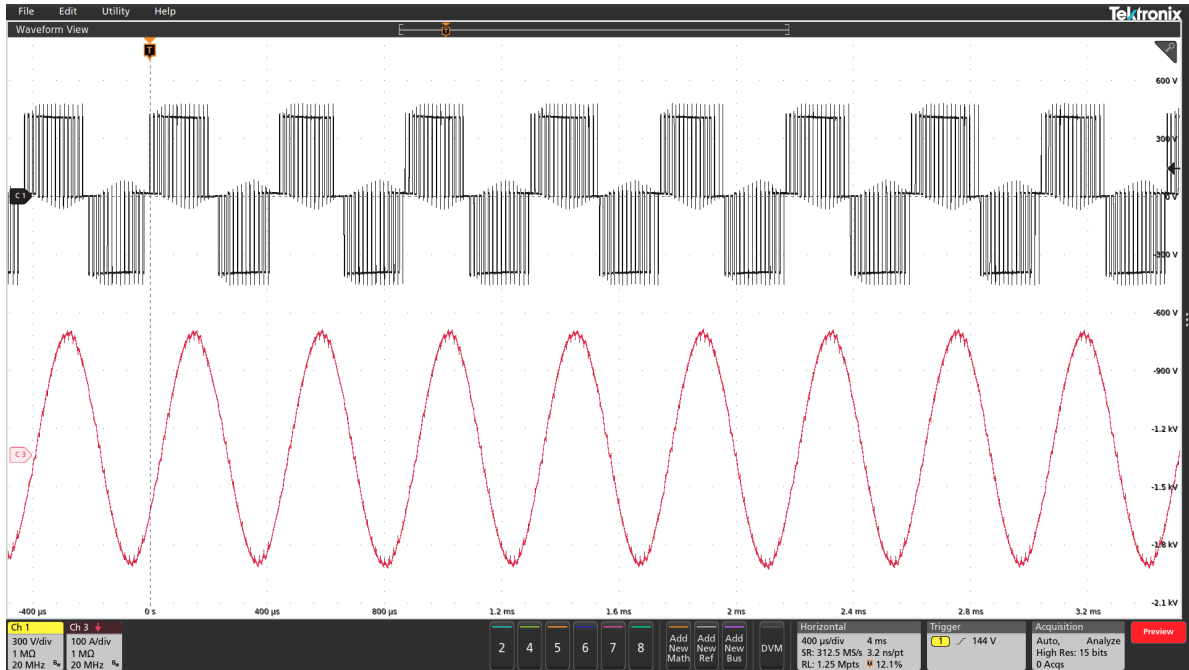 File Edit Utility Help
Tektronix
Waveform View
T
T
600 V
300 V
C 1
0 V
-300 V
-600 V
-900 V
-1.2 kV
C 3
-1.5 kV
-1.8 kV
-2.1 kV
-400 µs 0 s 400 µs 800 µs 1.2 ms 1.6 ms 2 ms 2.4 ms 2.8 ms 3.2 ms
Ch 1
300 V/div
1 MΩ
20 MHz Bw
Ch 3
100 A/div
1 MΩ
20 MHz Bw
2 4 5 6 7 8
Add New Math
Add New Ref
Add New Bus
DVM
Horizontal
400 µs/div 4 ms
SR: 312.5 MS/s 3.2 ns/pt
RL: 1.25 Mpts 12.1%
Trigger
1 144 V
Acquisition
Auto, Analyze
High Res: 15 bits
0 Acqs
Preview